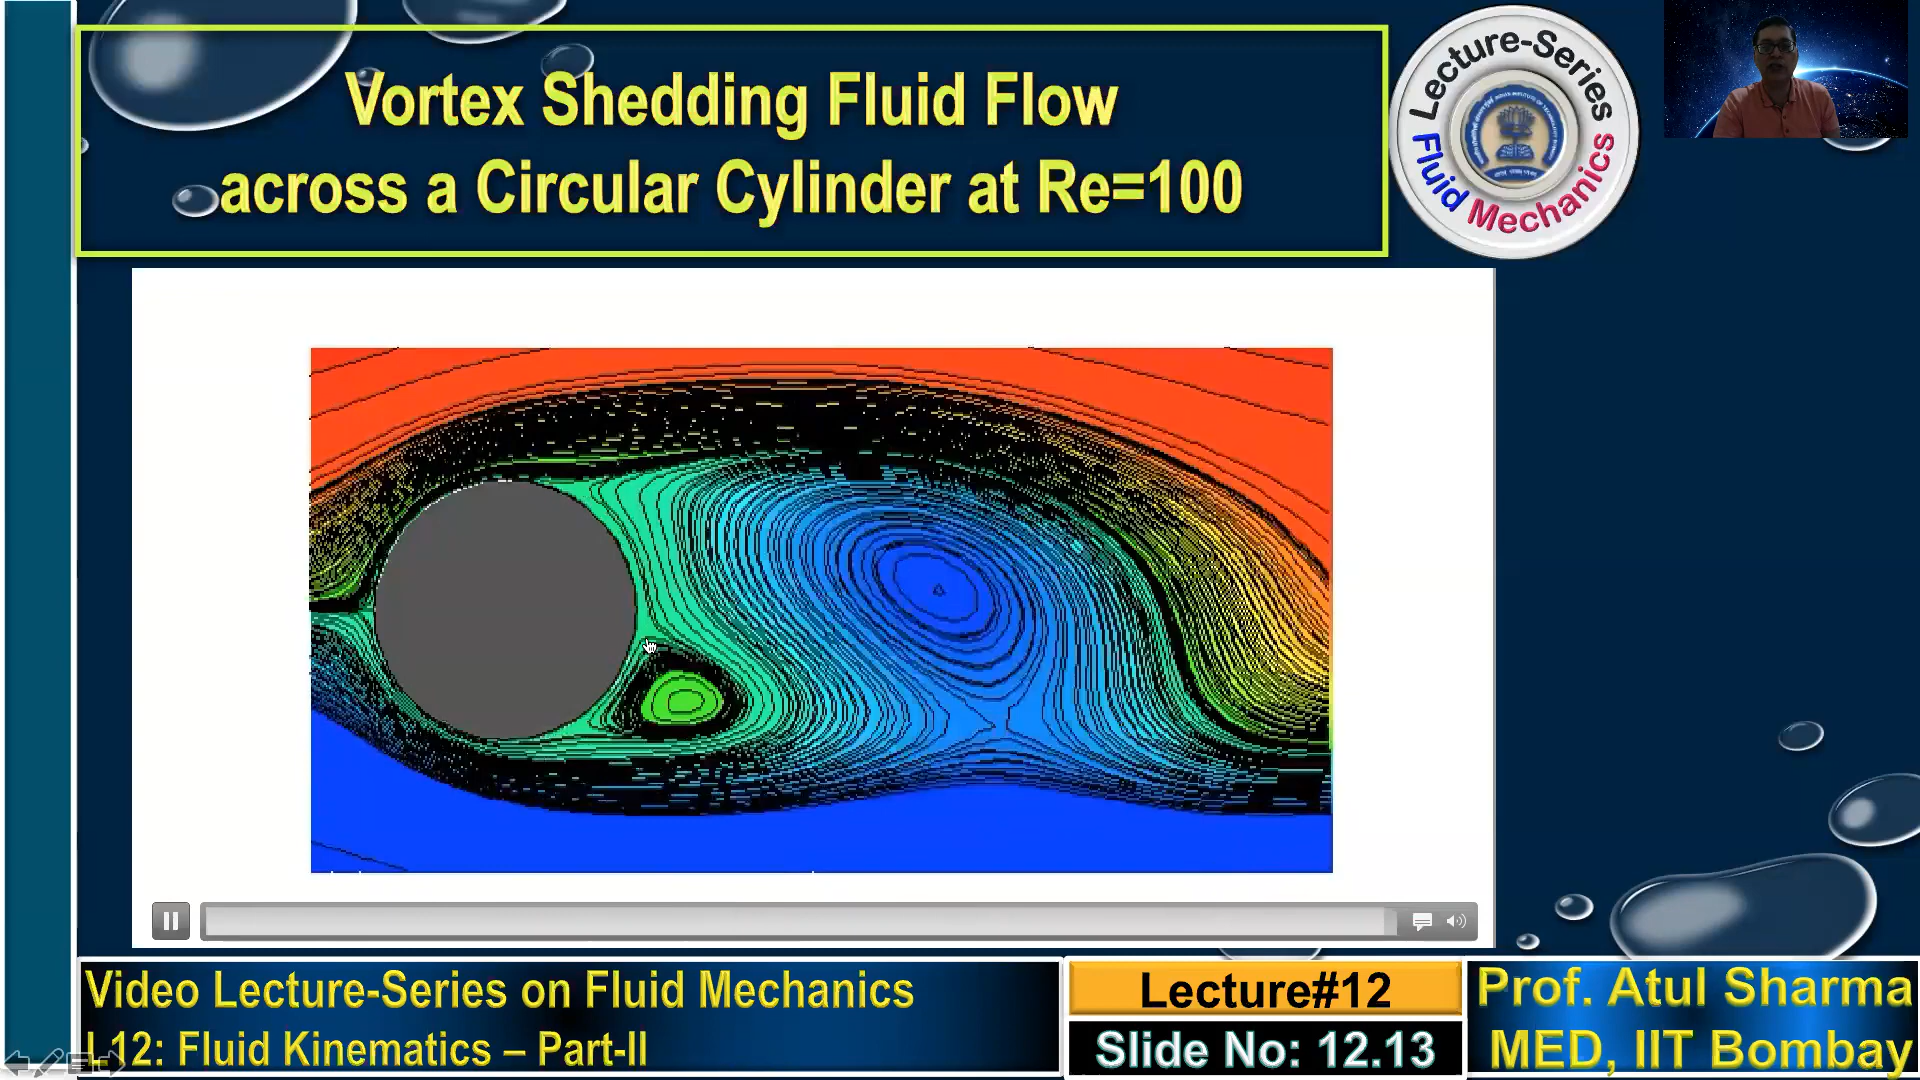 Vortex Shedding Fluid Flow
across a Circular Cylinder at Re=100
Lecture-Series
Fluid Mechanics
Video Lecture-Series on Fluid Mechanics
L12: Fluid Kinematics – Part-II
Lecture#12
Slide No: 12.13
Prof. Atul Sharma
MED, IIT Bombay